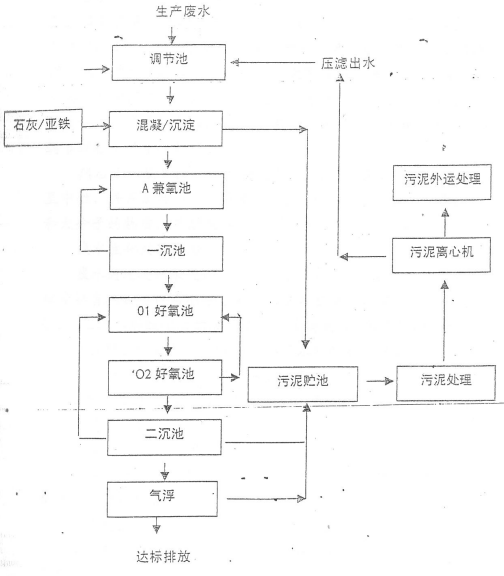 生产废水
调节池
压滤出水
石灰/亚铁
混凝/沉淀
A 兼氧池
污泥外运处理
一沉池
污泥离心机
O1 好氧池
O2 好氧池
污泥贮池
污泥处理
二沉池
气浮
达标排放